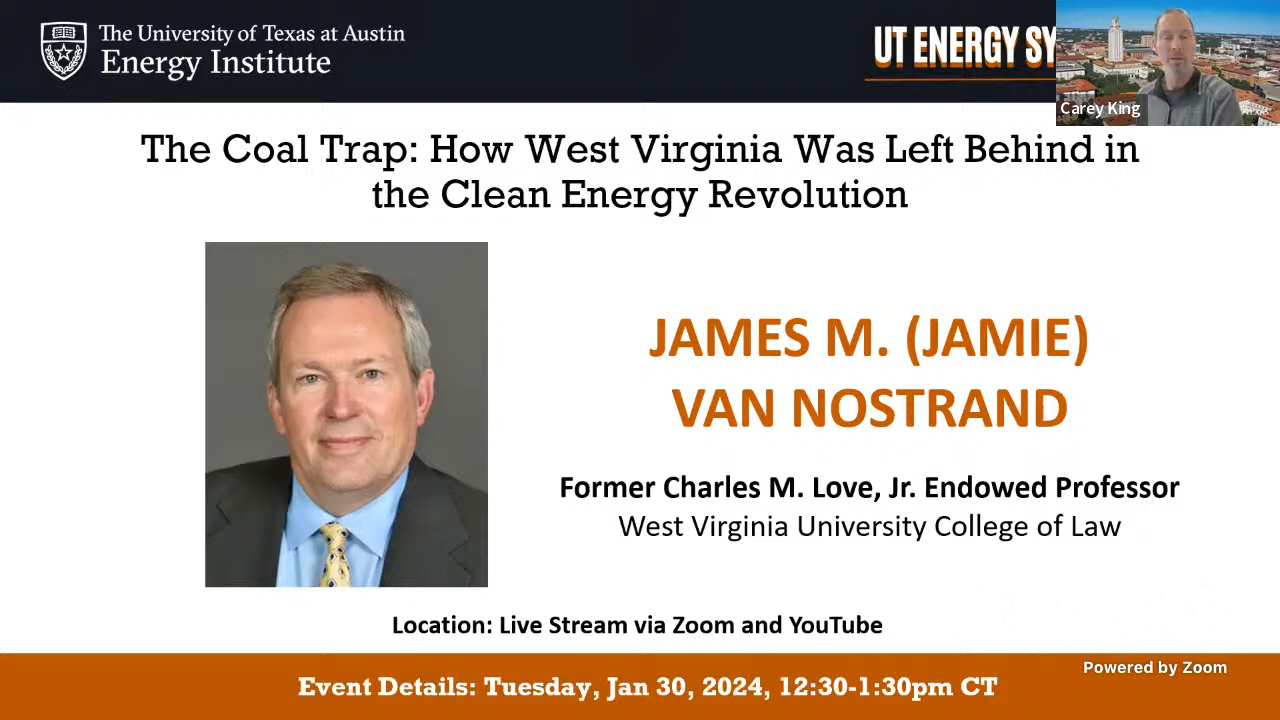 The University of Texas at Austin
Energy Institute
UT ENERGY SY
Carey King
The Coal Trap: How West Virginia Was Left Behind in
the Clean Energy Revolution
JAMES M. (JAMIE)
VAN NOSTRAND
Former Charles M. Love, Jr. Endowed Professor
West Virginia University College of Law
Location: Live Stream via Zoom and YouTube
Powered by Zoom
Event Details: Tuesday, Jan 30, 2024, 12:30-1:30pm CT